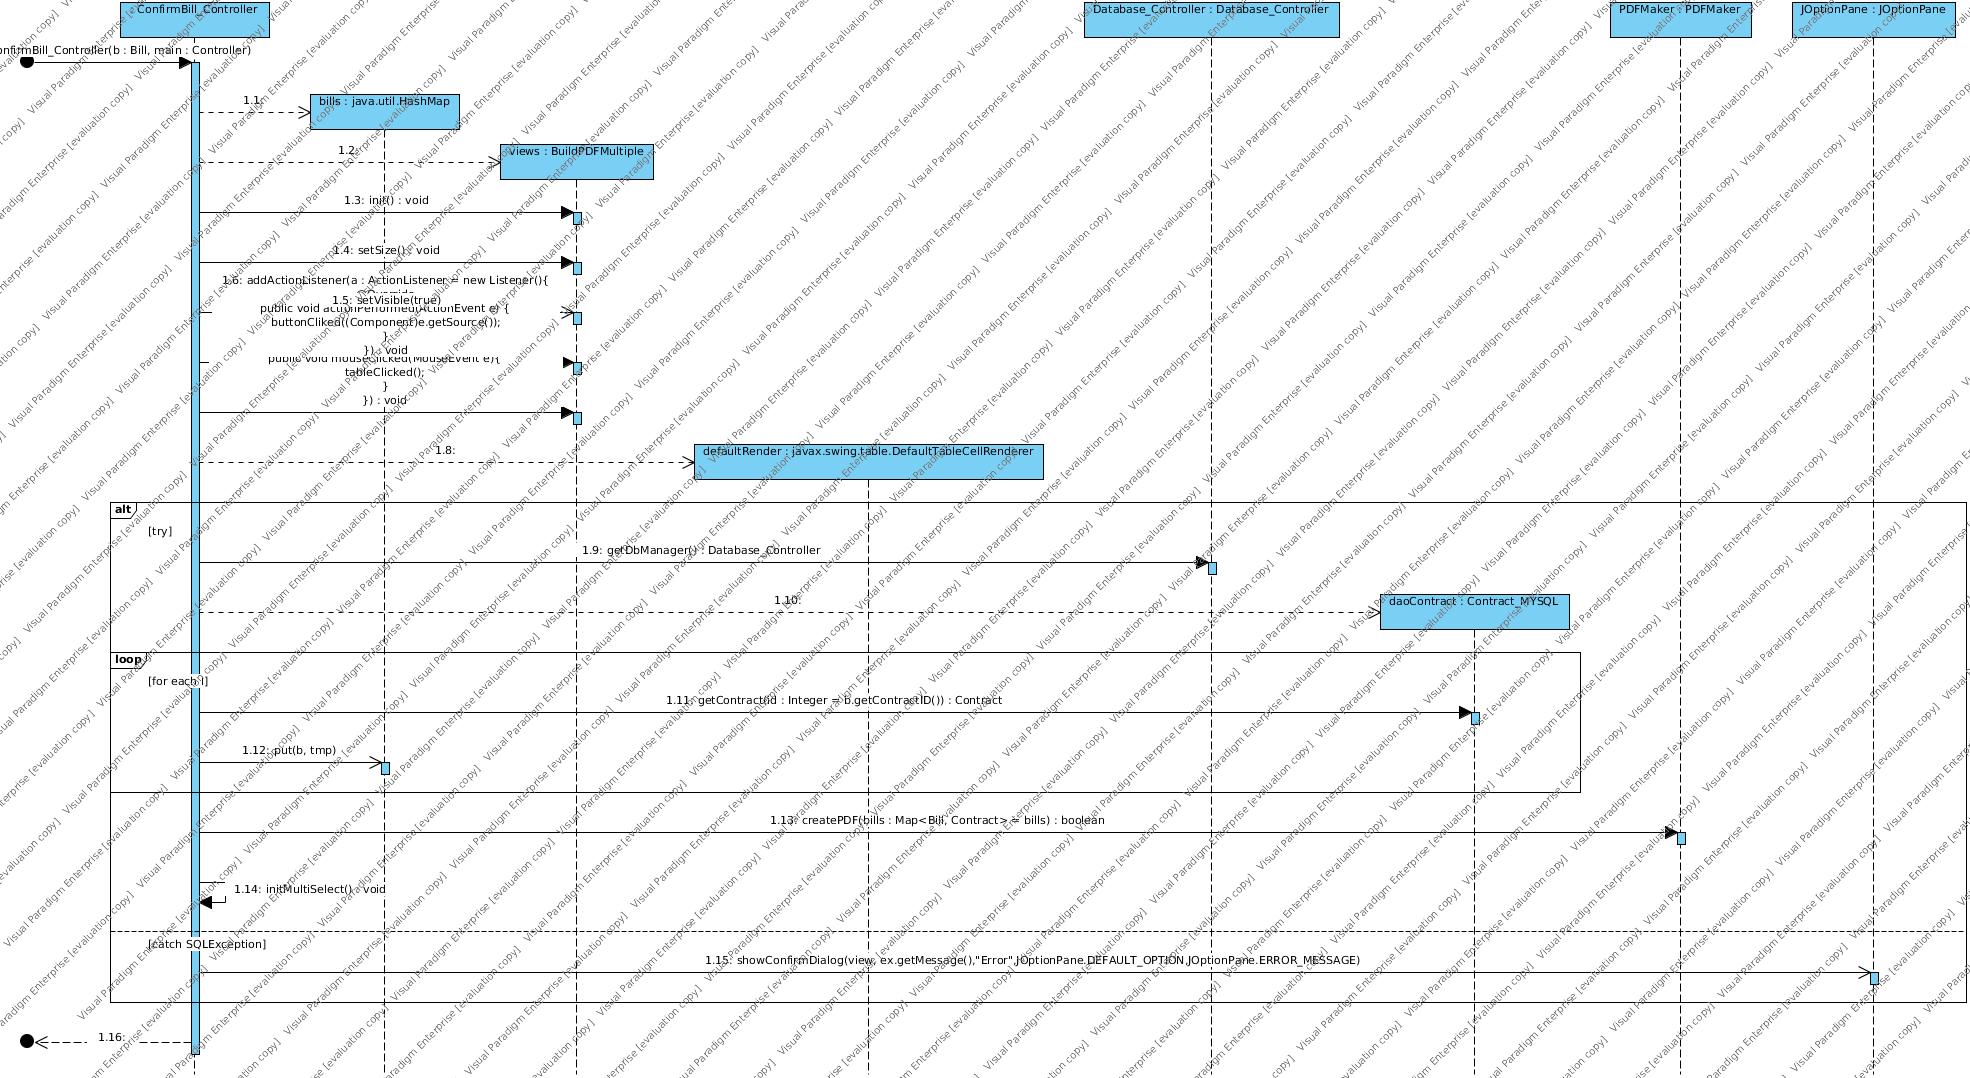 ConfirmBill_Controller
Database_Controller : Database_Controller
PDFMaker : PDFMaker
JOptionPane : JOptionPane
onfirmBill_Controller(b : Bill, main : Controller)
1.1:
bills : java.util.HashMap
1.2:
views : BuildPDFMultiple
1.3: init() : void
1.4: setSize() : void
1.6: addActionListener(a : ActionListener = new Listener(){
1.5: setVisible(true)
public void actionPerformed(ActionEvent e) {
buttonCliked((Component)e.getSource());
}
}) : void
public void mouseClicked(MouseEvent e){
tableClicked();
}
}) : void
1.8:
defaultRender : javax.swing.table.DefaultTableCellRenderer
alt
[try]
1.9: getDbManager() : Database_Controller
1.10:
daoContract : Contract_MYSQL
loop
[for each l]
1.11: getContract(id : Integer = b.getContractID()) : Contract
1.12: put(b, tmp)
1.13: createPDF(bills : Map<Bill, Contract> = bills) : boolean
1.14: initMultiSelect() : void
[catch SQLException]
1.15: showConfirmDialog(view, ex.getMessage(),"Error",JOptionPane.DEFAULT_OPTION,JOptionPane.ERROR_MESSAGE)
1.16:
Visual Paradigm Enterprise [evaluation copy]